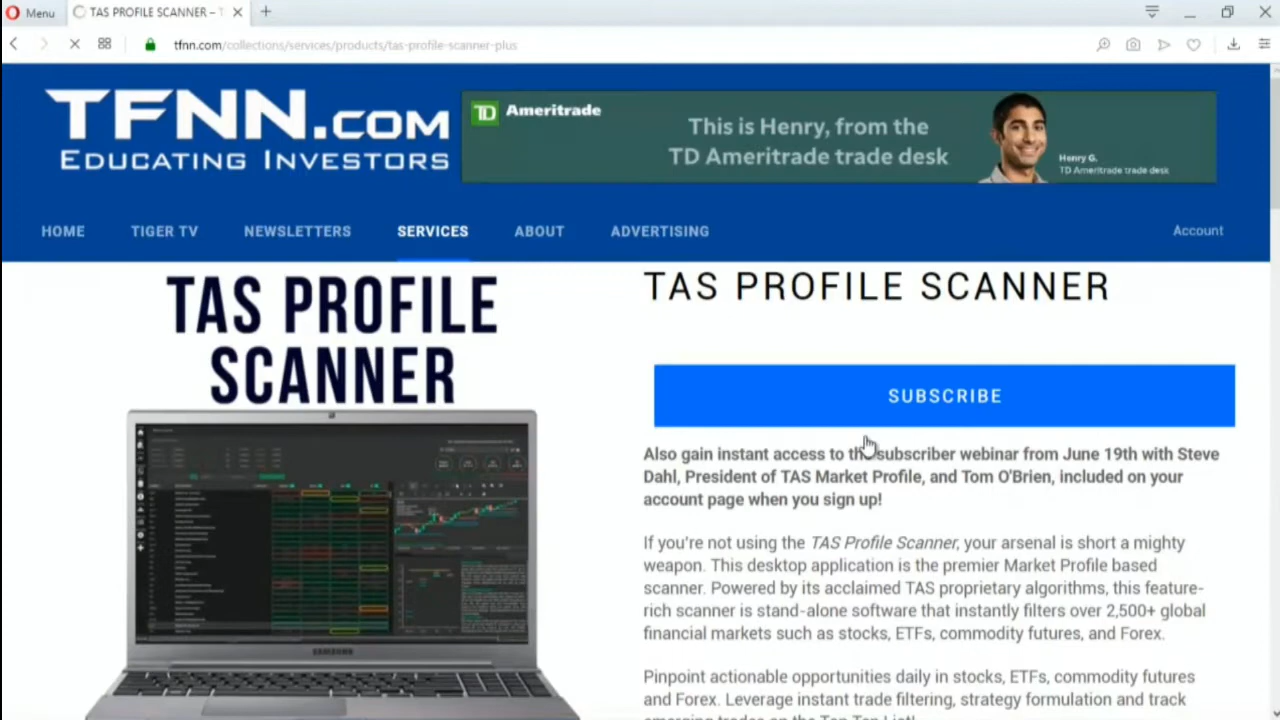 Menu
TAS PROFILE SCANNER –
tfnn.com/collections/services/products/tas-profile-scanner-plus
TFNN.COM
EDUCATING INVESTORS
TD Ameritrade
This is Henry, from the
TD Ameritrade trade desk
Henry G.
TD Ameritrade trade desk
HOME
TIGER TV
NEWSLETTERS
SERVICES
ABOUT
ADVERTISING
Account
TAS PROFILE
SCANNER
SAMSUNG
TAS PROFILE SCANNER
SUBSCRIBE
Also gain instant access to the subscriber webinar from June 19th with Steve
Dahl, President of TAS Market Profile, and Tom O'Brien, included on your
account page when you sign up!
If you're not using the TAS Profile Scanner, your arsenal is short a mighty
weapon. This desktop application is the premier Market Profile based
scanner. Powered by its acclaimed TAS proprietary algorithms, this feature-
rich scanner is stand-alone software that instantly filters over 2,500+ global
financial markets such as stocks, ETFs, commodity futures, and Forex.
Pinpoint actionable opportunities daily in stocks, ETFs, commodity futures
and Forex. Leverage instant trade filtering, strategy formulation and track
emerging trades on the Top Ten List!